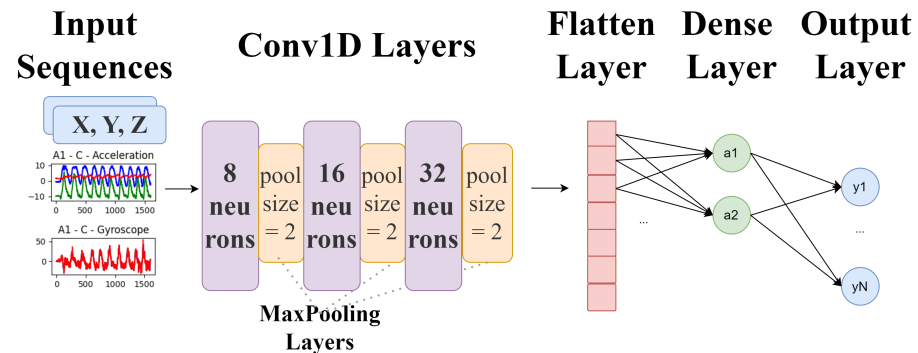 Input
Sequences
Conv1D Layers
Flatten
Layer
Dense
Layer
Output
Layer
X, Y, Z
A1 - C - Acceleration
10
0
−10
0
500
1000
1500
A1 - C - Gyroscope
50
0
0
500
1000
1500
8
neu
rons
pool
size
= 2
16
neu
rons
pool
size
= 2
32
neu
rons
pool
size
= 2
MaxPooling
Layers
...
a1
a2
y1
...
yN